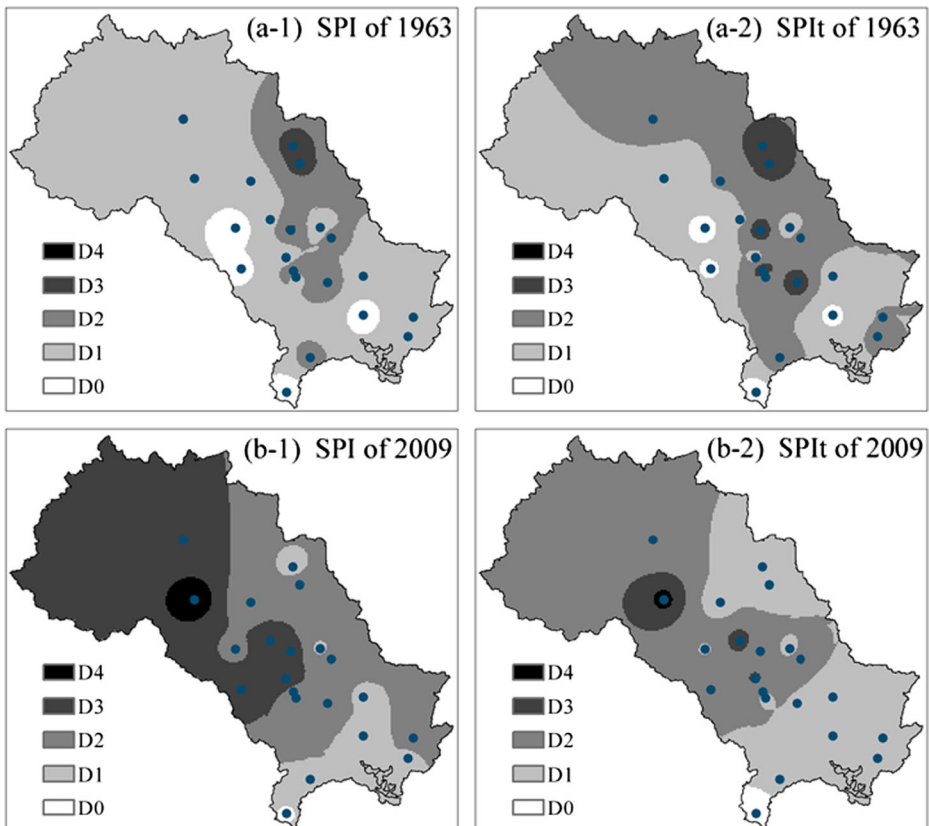 (a-1) SPI of 1963
D4
D3
D2
D1
D0
(a-2) SPIt of 1963
D4
D3
D2
D1
D0
(b-1) SPI of 2009
D4
D3
D2
D1
D0
(b-2) SPIt of 2009
D4
D3
D2
D1
D0